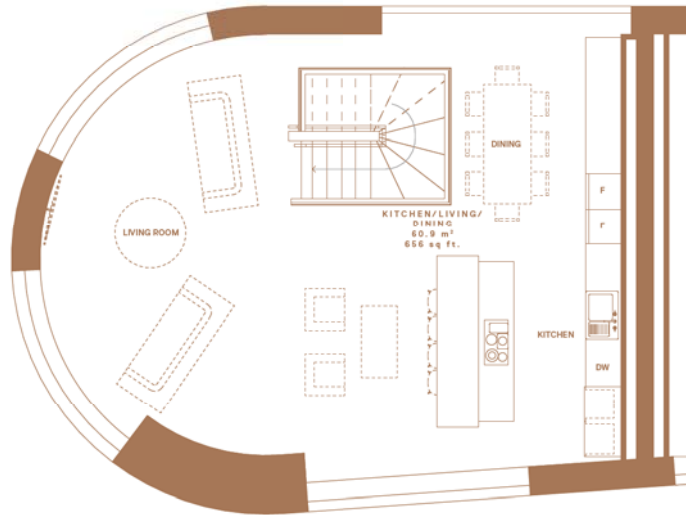 DINING
LIVING ROOM
KITCHEN/LIVING/
DINING
60.9 m²
656 sq ft.
KITCHEN
F
r
DW